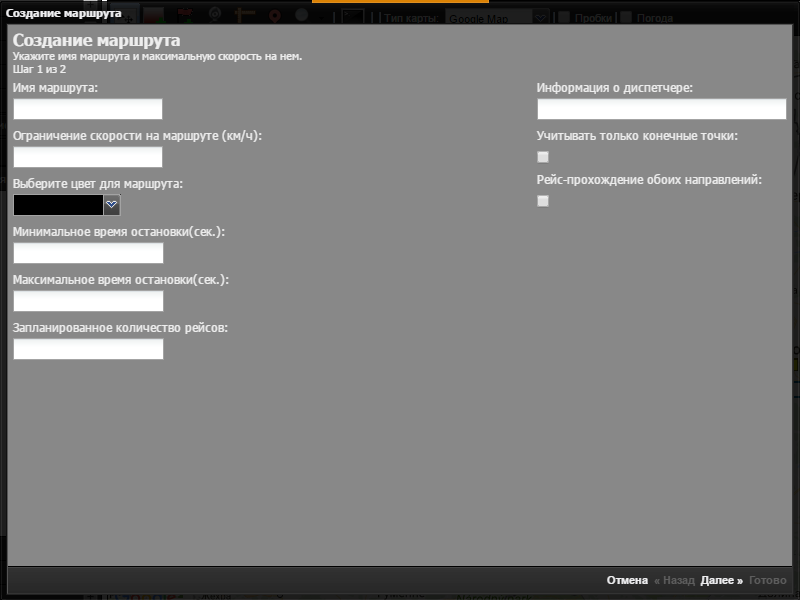 Создание маршрута
Тип карты: Google Map Пробки Погода
Создание маршрута
Укажите имя маршрута и максимальную скорость на нем.
Шаг 1 из 2
Имя маршрута:
Ограничение скорости на маршруте (км/ч):
Выберите цвет для маршрута:
Минимальное время остановки(сек.):
Максимальное время остановки(сек.):
Запланированное количество рейсов:
Информация о диспетчере:
Учитывать только конечные точки:
Рейс-прохождение обоих направлений:
Отмена « Назад Далее » Готово